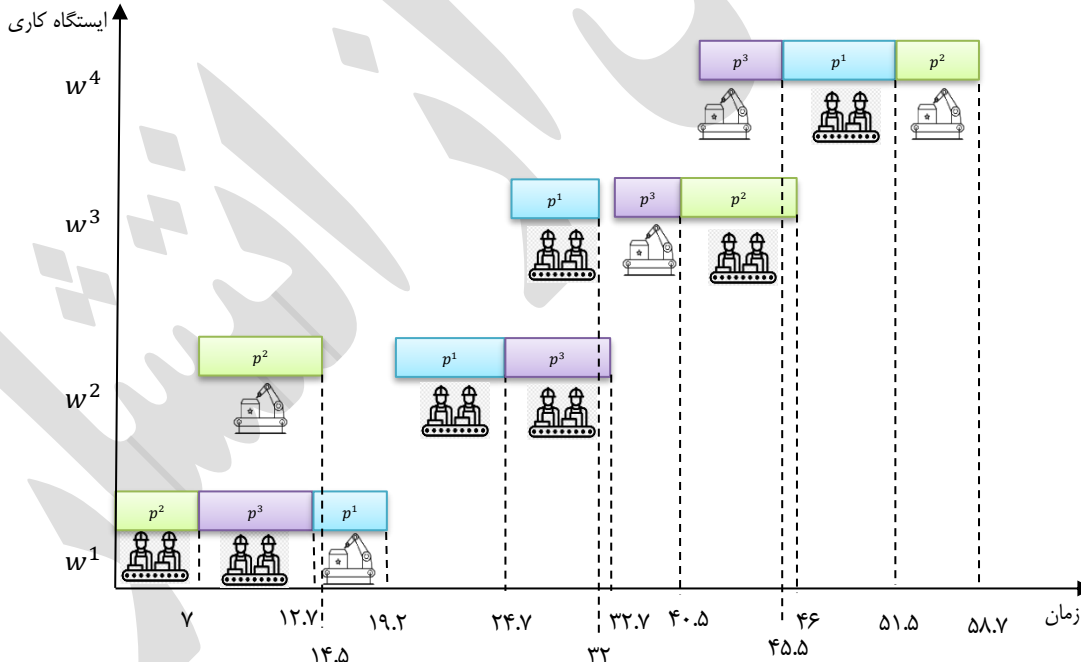 ایستگاه کاری
w⁴
p³ p¹ p²
w³
p¹ p³ p²
w²
p² p¹ p³
w¹
p² p³ p¹
۷ ۱۲.۷ ۱۹.۲ ۲۴.۷ ۳۲.۷ ۴۰.۵ ۴۶ ۵۱.۵ ۵۸.۷ زمان
۱۴.۵ ۳۲ ۴۵.۵